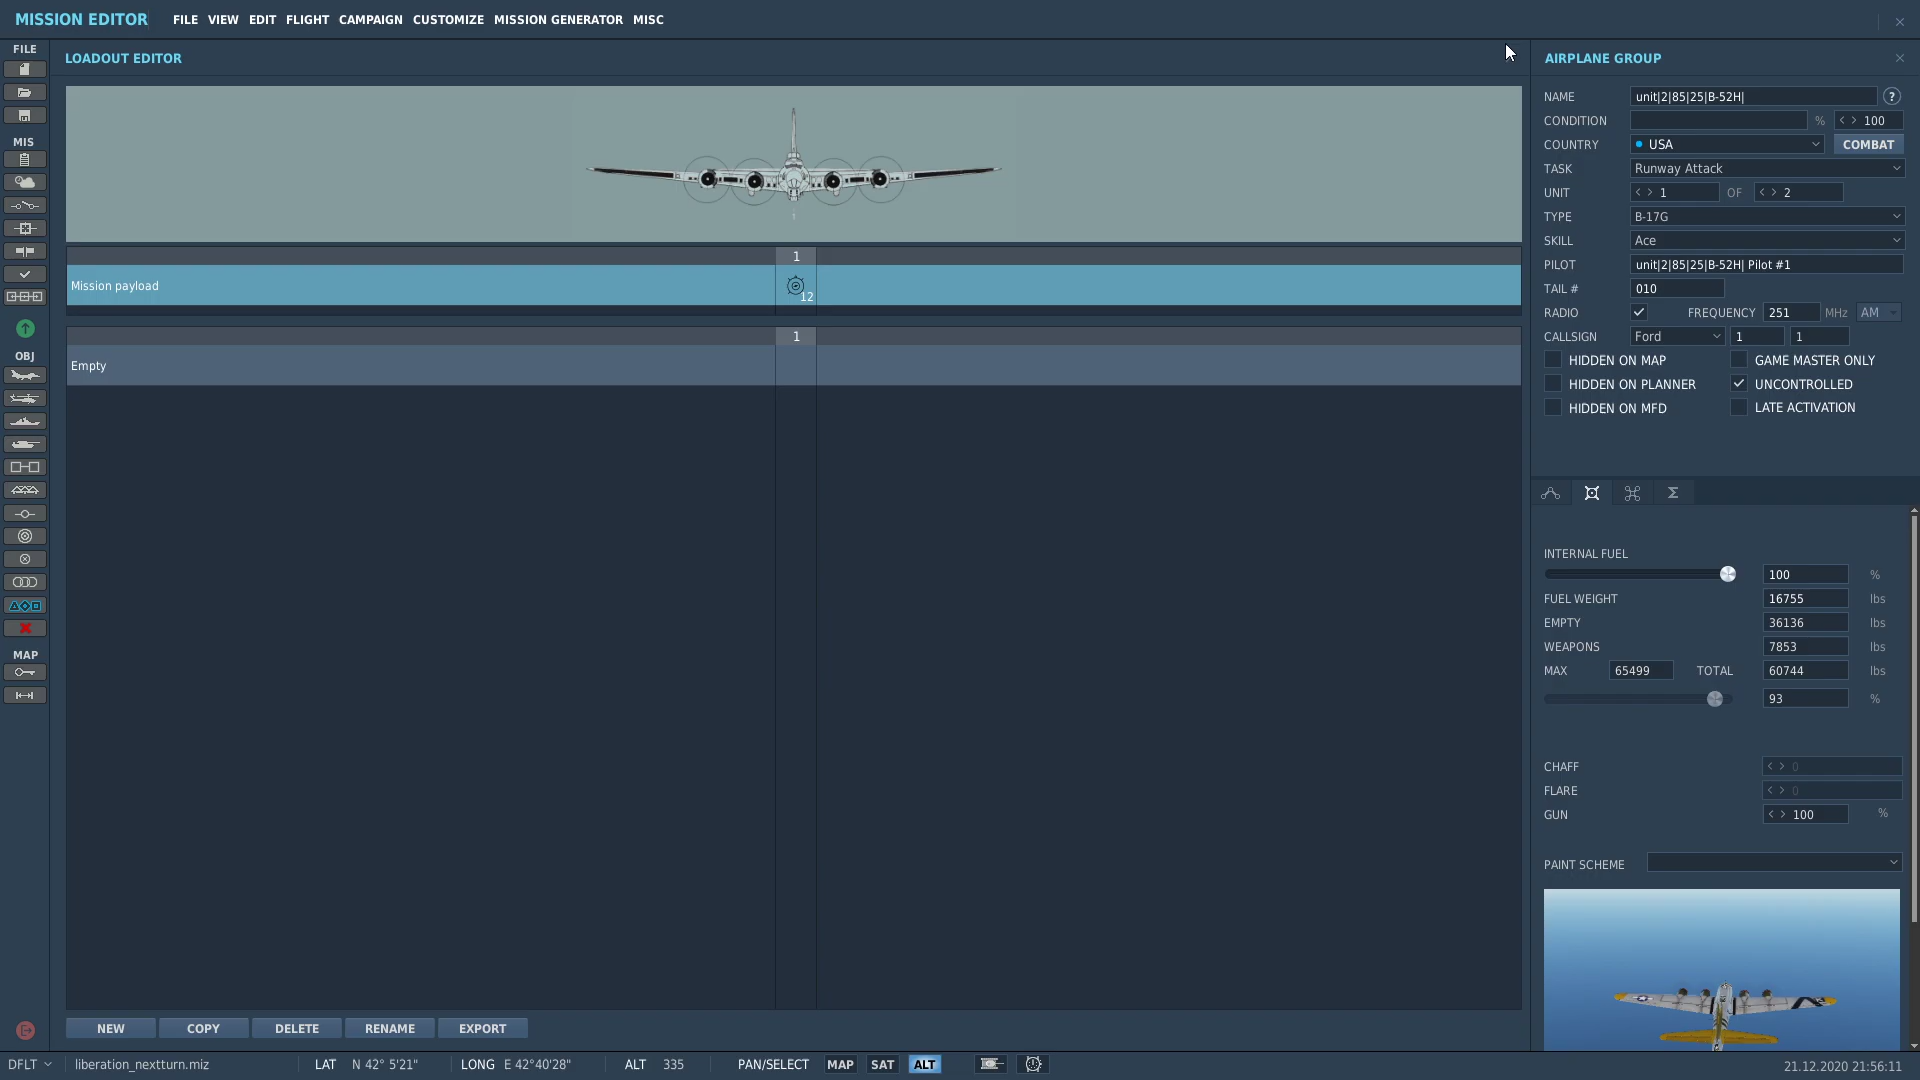 MISSION EDITOR FILE VIEW EDIT FLIGHT CAMPAIGN CUSTOMIZE MISSION GENERATOR MISC
FILE
MIS
OBJ
MAP
LOADOUT EDITOR
1
Mission payload 12
1
Empty
NEW COPY DELETE RENAME EXPORT
AIRPLANE GROUP
NAME unit|2|85|25|B-52H| ?
CONDITION % < > 100
COUNTRY USA COMBAT
TASK Runway Attack
UNIT < > 1 OF < > 2
TYPE B-17G
SKILL Ace
PILOT unit|2|85|25|B-52H| Pilot #1
TAIL # 010
RADIO FREQUENCY 251 MHz AM
CALLSIGN Ford 1 1
HIDDEN ON MAP GAME MASTER ONLY
HIDDEN ON PLANNER UNCONTROLLED
HIDDEN ON MFD LATE ACTIVATION
Σ
INTERNAL FUEL
100 %
FUEL WEIGHT 16755 lbs
EMPTY 36136 lbs
WEAPONS 7853 lbs
MAX 65499 TOTAL 60744 lbs
93 %
CHAFF < > 0
FLARE < > 0
GUN < > 100 %
PAINT SCHEME
DFLT liberation_nextturn.miz LAT N 42° 5'21" LONG E 42°40'28" ALT 335 PAN/SELECT MAP SAT ALT 21.12.2020 21:56:11